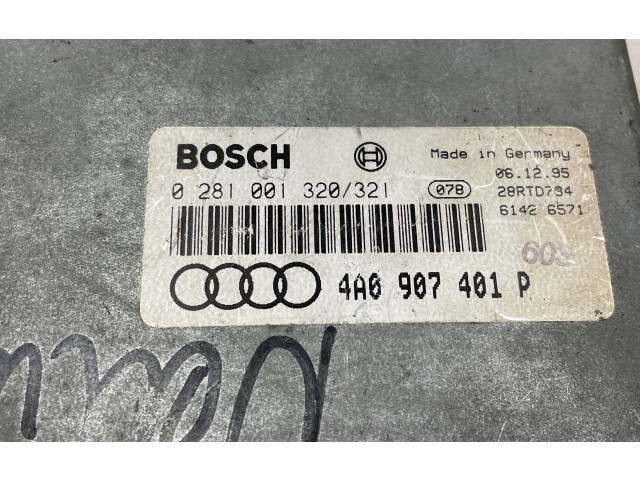 BOSCH
Made in Germany
06.12.95
0 281 001 320/321 078 28RTD734
6142 6571
609
4A0 907 401 P